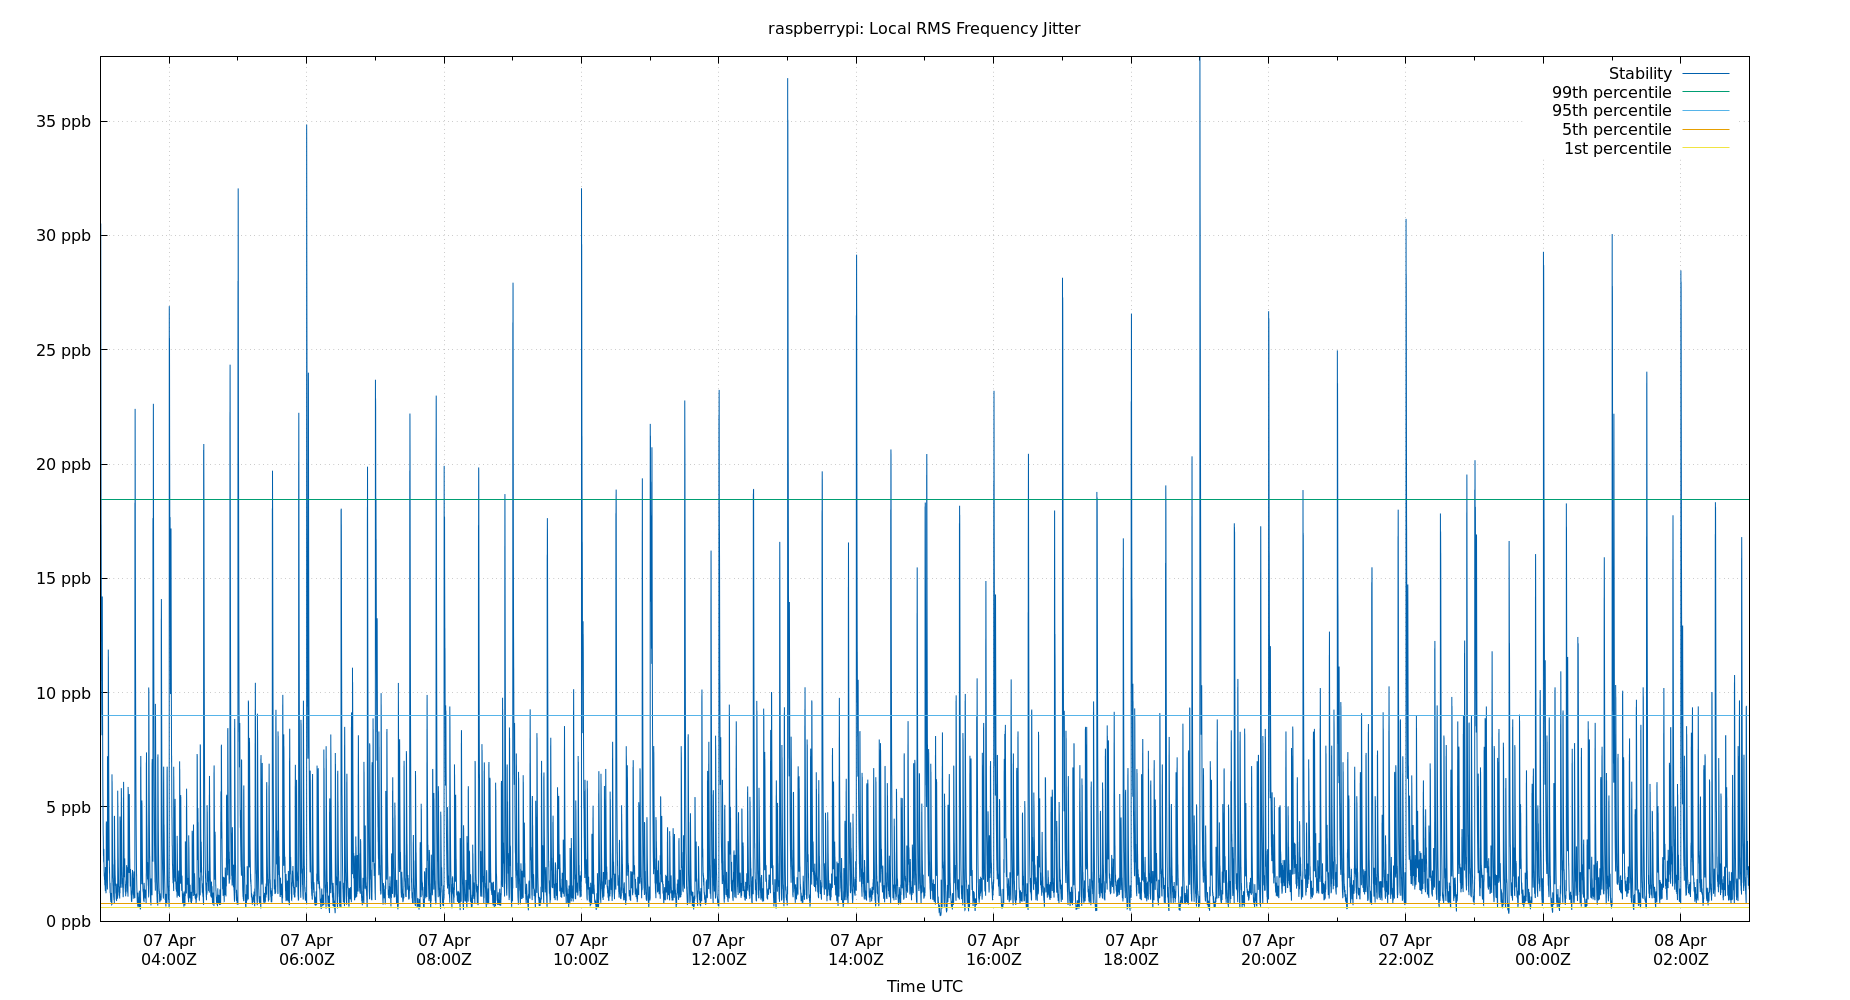 raspberrypi: Local RMS Frequency Jitter
Stability
99th percentile
95th percentile
5th percentile
1st percentile
35 ppb
30 ppb
25 ppb
20 ppb
15 ppb
10 ppb
5 ppb
0 ppb
07 Apr 07 Apr 07 Apr 07 Apr 07 Apr 07 Apr 07 Apr 07 Apr 07 Apr 07 Apr 08 Apr 08 Apr
04:00Z 06:00Z 08:00Z 10:00Z 12:00Z 14:00Z 16:00Z 18:00Z 20:00Z 22:00Z 00:00Z 02:00Z
Time UTC